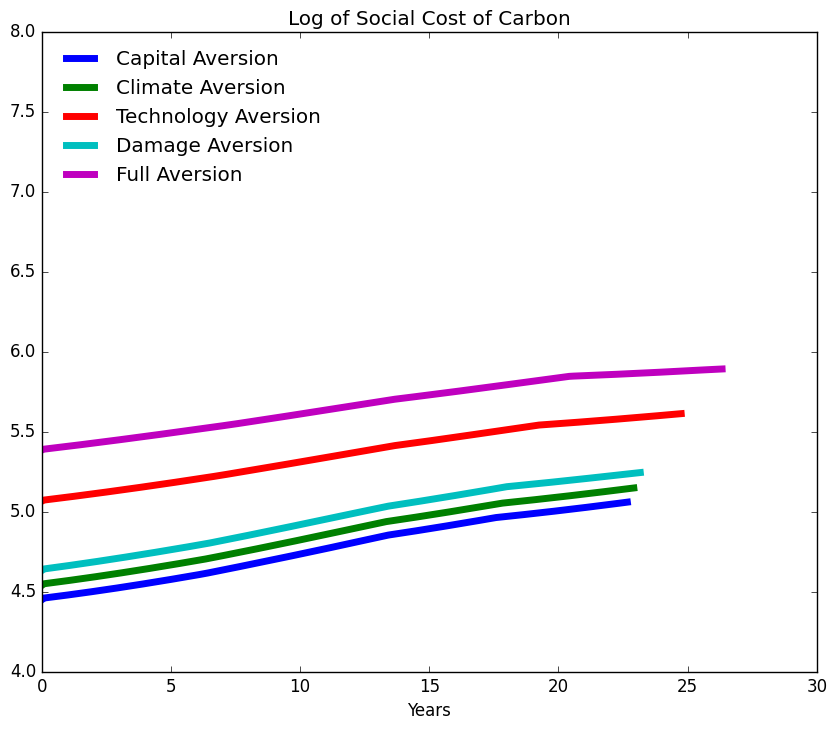 Log of Social Cost of Carbon
8.0
7.5
7.0
6.5
6.0
5.5
5.0
4.5
4.0
Capital Aversion
Climate Aversion
Technology Aversion
Damage Aversion
Full Aversion
0 5 10 15 20 25 30
Years